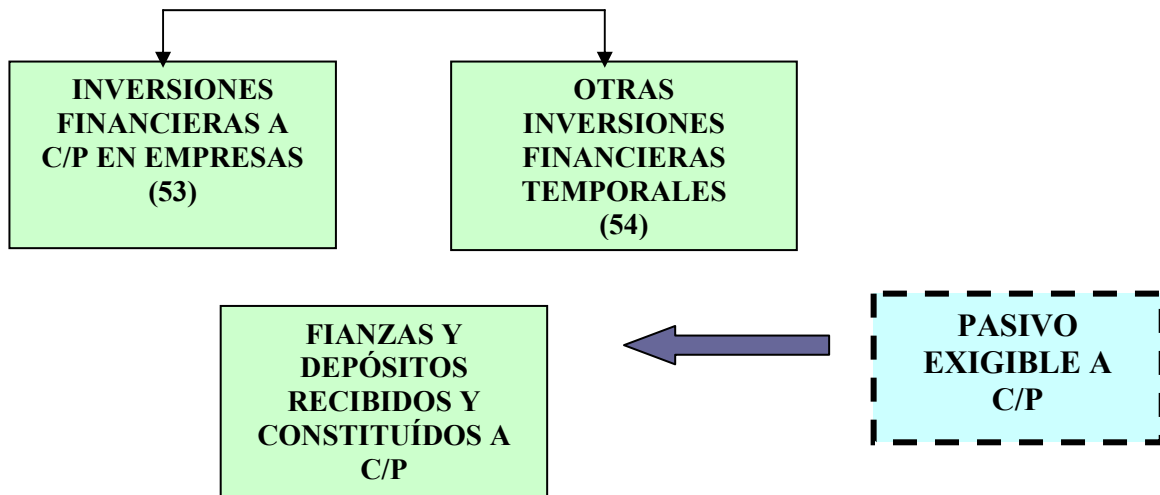 INVERSIONES
FINANCIERAS A
C/P EN EMPRESAS
(53)
OTRAS
INVERSIONES
FINANCIERAS
TEMPORALES
(54)
FIANZAS Y
DEPÓSITOS
RECIBIDOS Y
CONSTITUÍDOS A
C/P
PASIVO
EXIGIBLE A
C/P